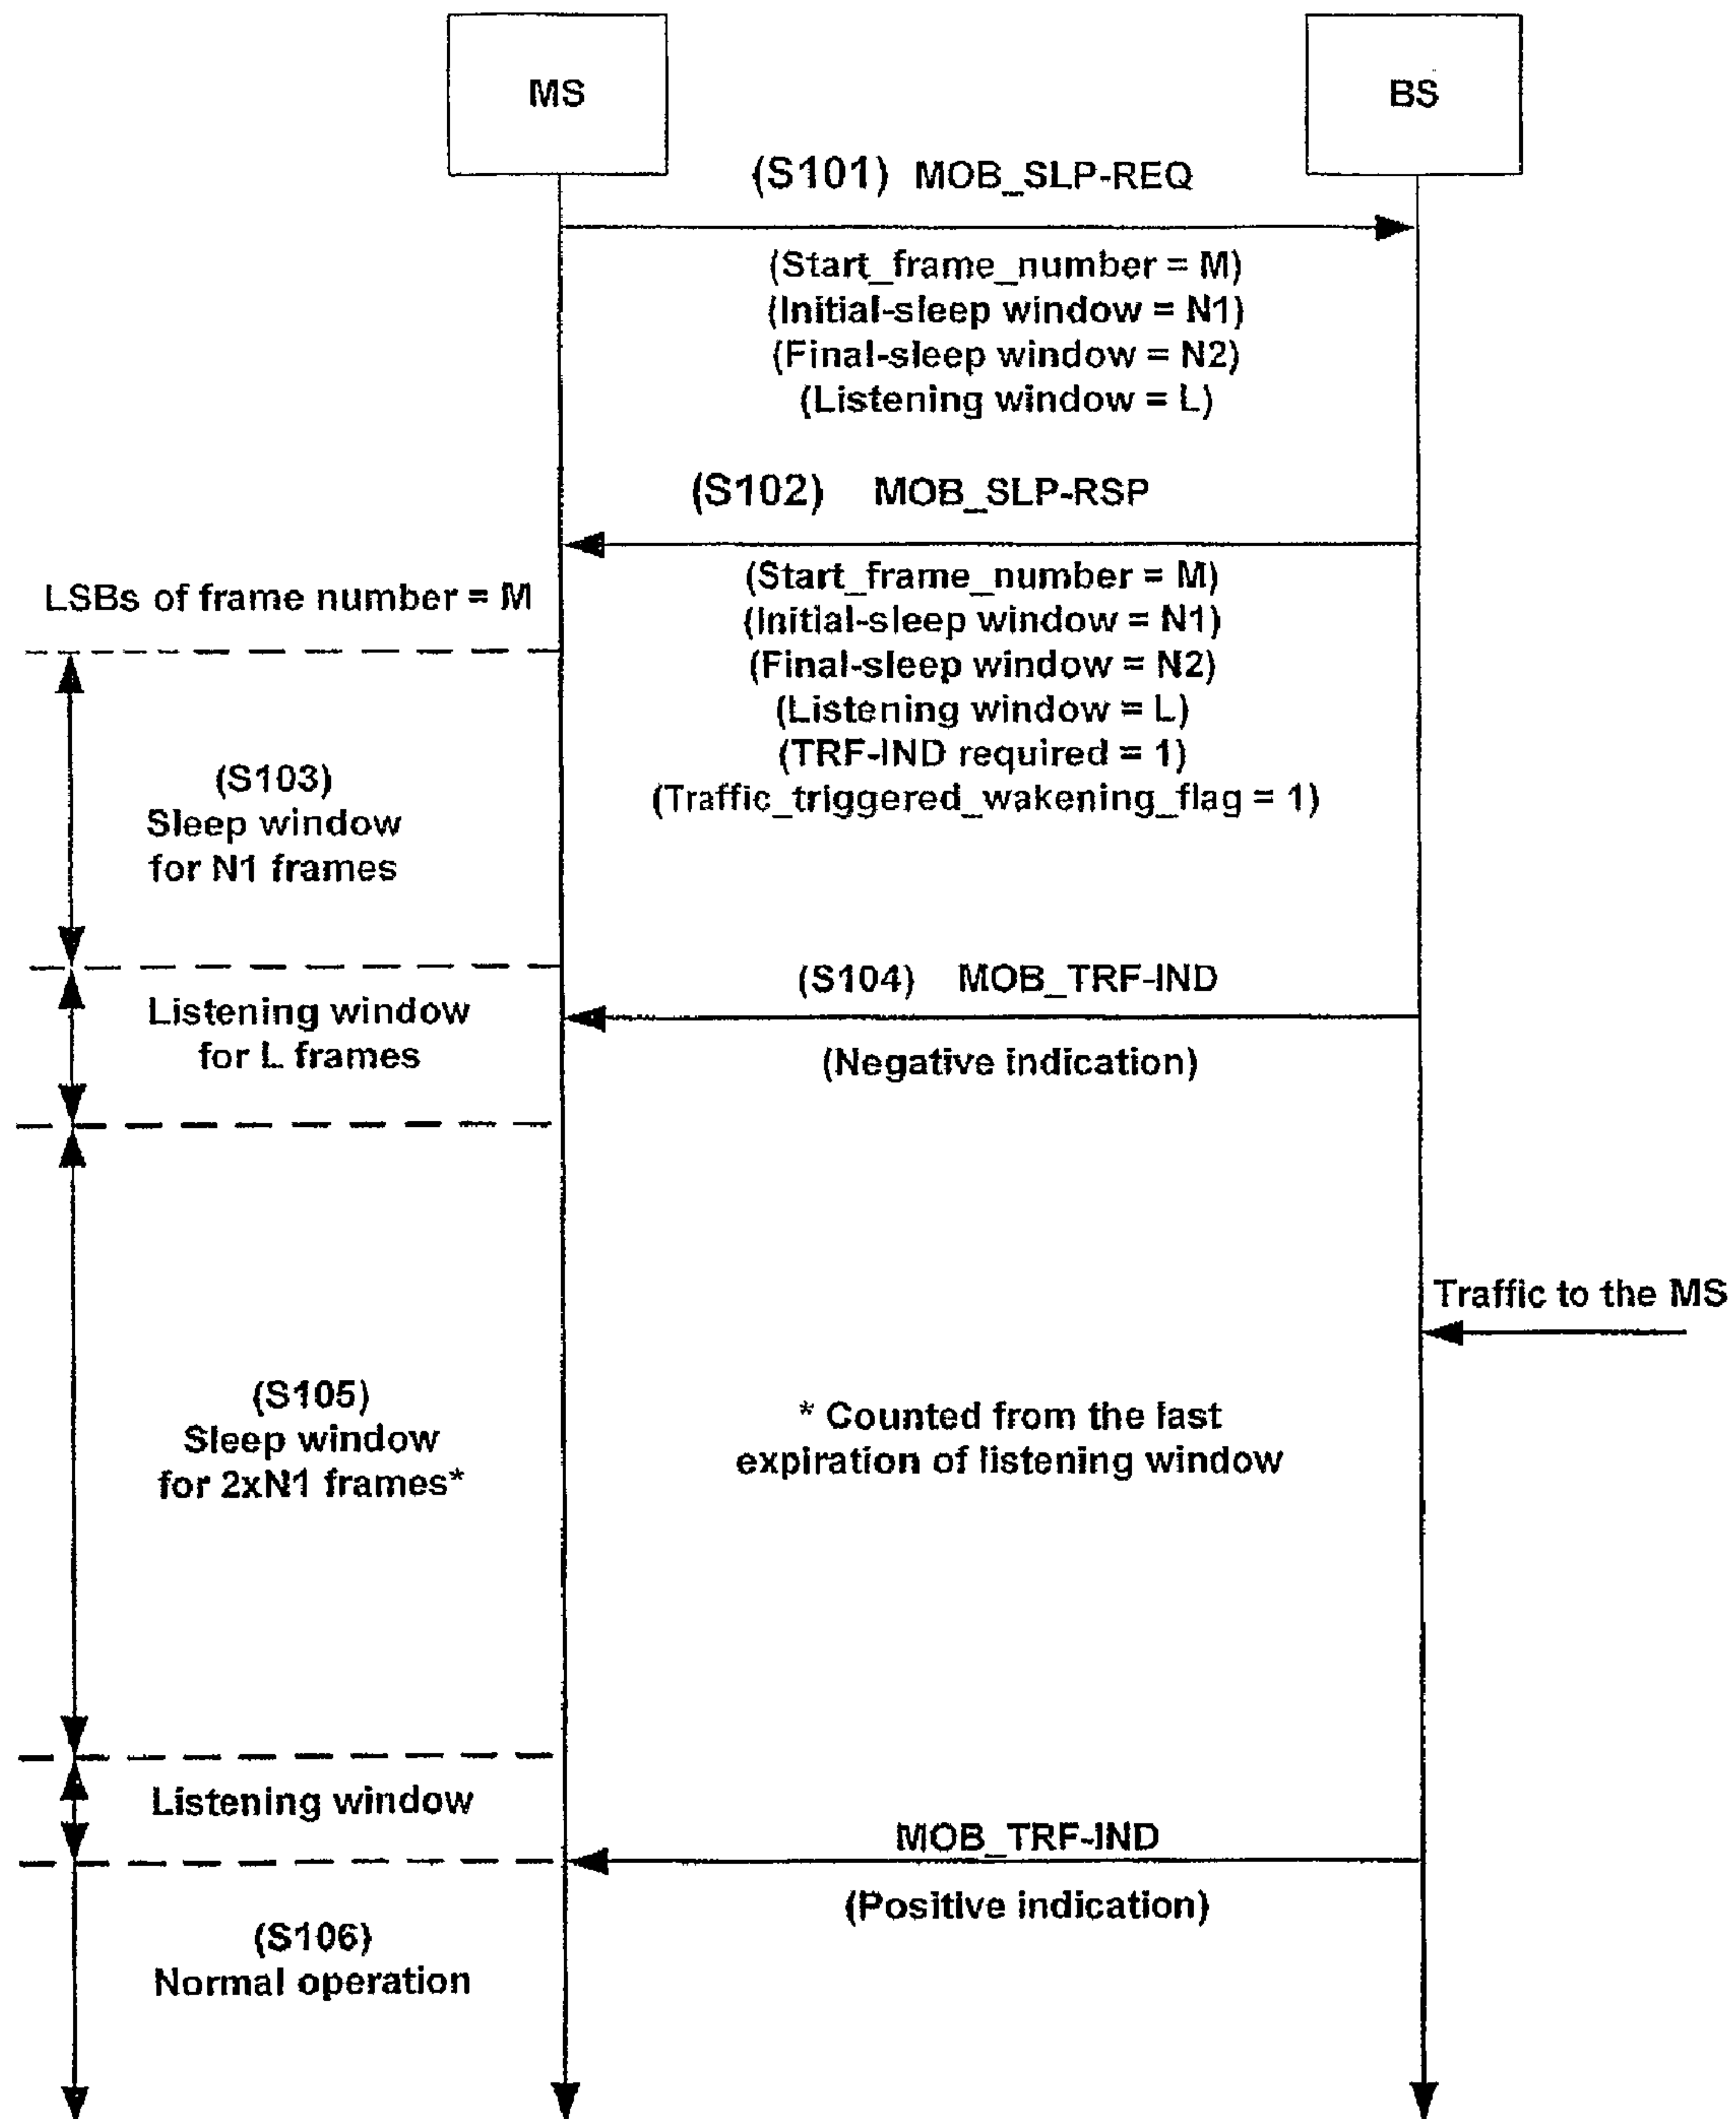 MS
BS
(S101) MOB_SLP-REQ
(Start_frame_number = M)
(Initial-sleep window = N1)
(Final-sleep window = N2)
(Listening window = L)
(S102) MOB_SLP-RSP
LSBs of frame number = M
(Start_frame_number = M)
(Initial-sleep window = N1)
(Final-sleep window = N2)
(Listening window = L)
(TRF-IND required = 1)
(Traffic_triggered_wakening_flag = 1)
(S103)
Sleep window
for N1 frames
(S104) MOB_TRF-IND
(Negative indication)
Listening window
for L frames
Traffic to the MS
(S105)
Sleep window
for 2xN1 frames*
* Counted from the last
expiration of listening window
Listening window
MOB_TRF-IND
(Positive indication)
(S106)
Normal operation